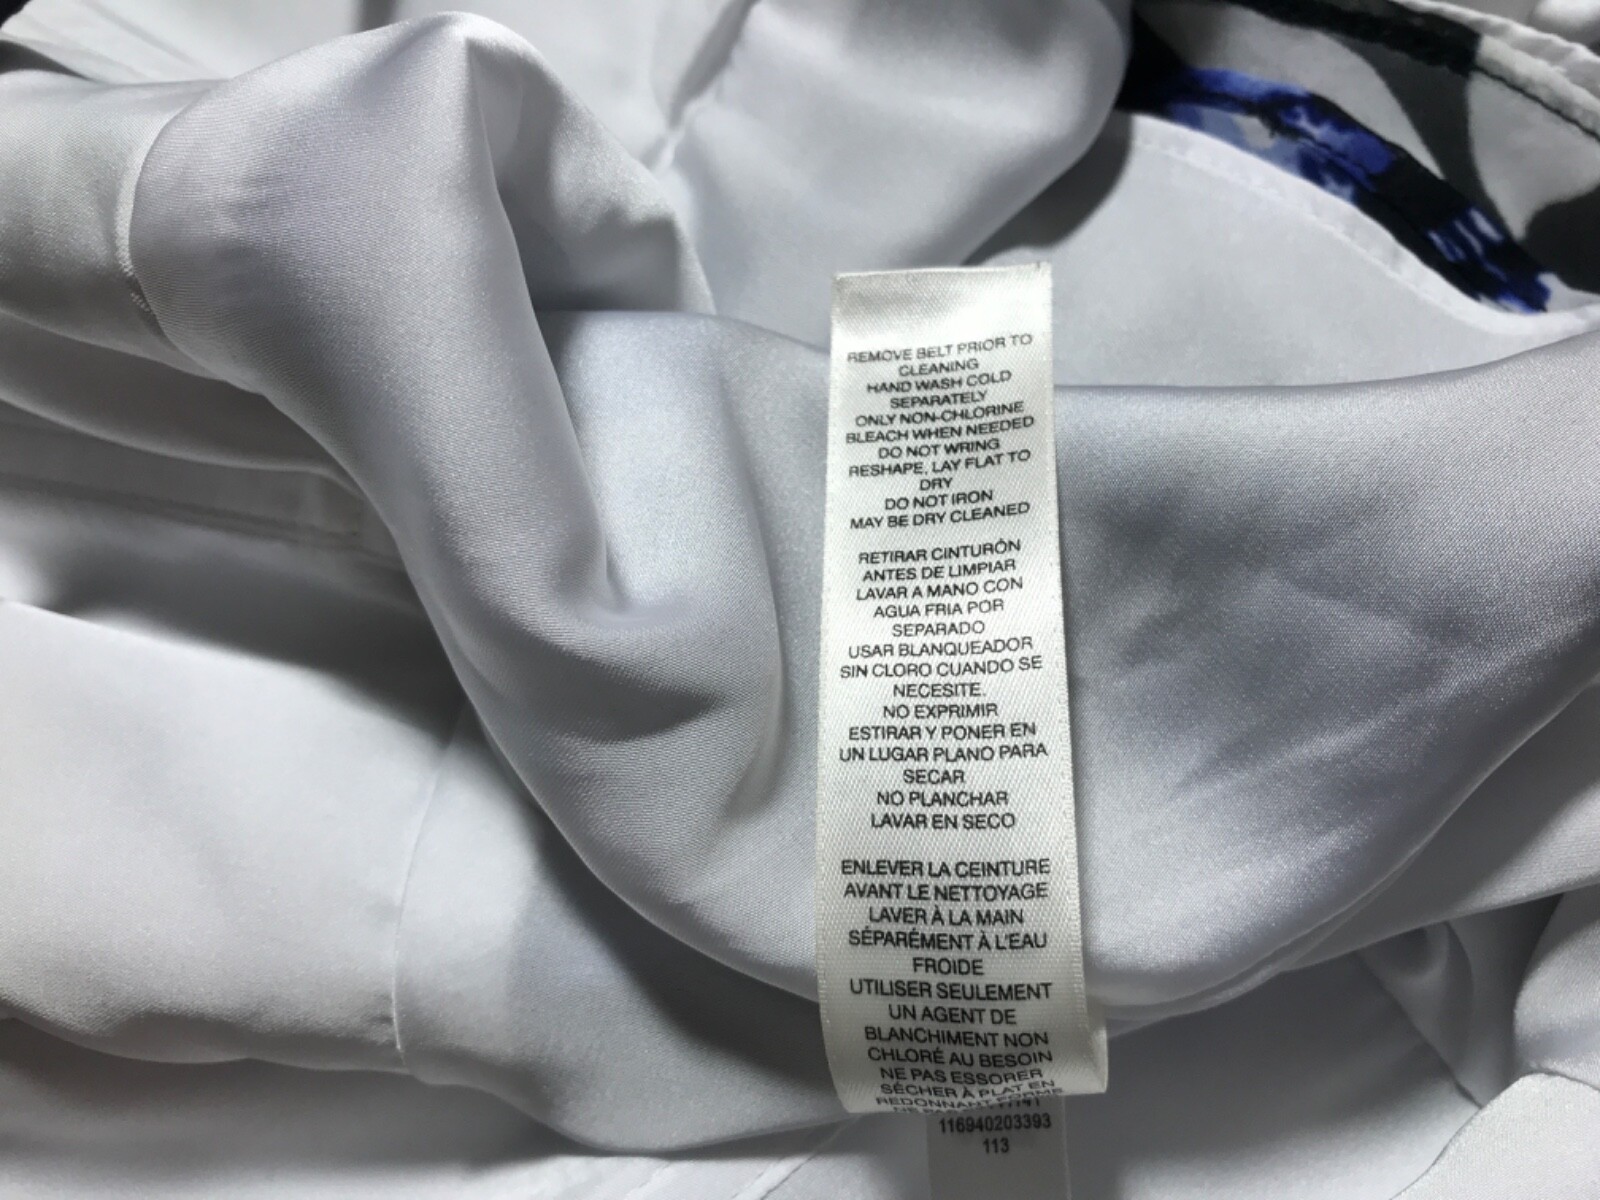 REMOVE BELT PRIOR TO
CLEANING
HAND WASH COLD
SEPARATELY
ONLY NON-CHLORINE
BLEACH WHEN NEEDED
DO NOT WRING
RESHAPE, LAY FLAT TO
DRY
DO NOT IRON
MAY BE DRY CLEANED
RETIRAR CINTURÓN
ANTES DE LIMPIAR
LAVAR A MANO CON
AGUA FRIA POR
SEPARADO
USAR BLANQUEADOR
SIN CLORO CUANDO SE
NECESITE.
NO EXPRIMIR
ESTIRAR Y PONER EN
UN LUGAR PLANO PARA
SECAR
NO PLANCHAR
LAVAR EN SECO
ENLEVER LA CEINTURE
AVANT LE NETTOYAGE
LAVER À LA MAIN
SÉPARÉMENT À L'EAU
FROIDE
UTILISER SEULEMENT
UN AGENT DE
BLANCHIMENT NON
CHLORÉ AU BESOIN
NE PAS ESSORER
SÉCHER À PLAT EN
REDONNANT FORME
116940203393
113